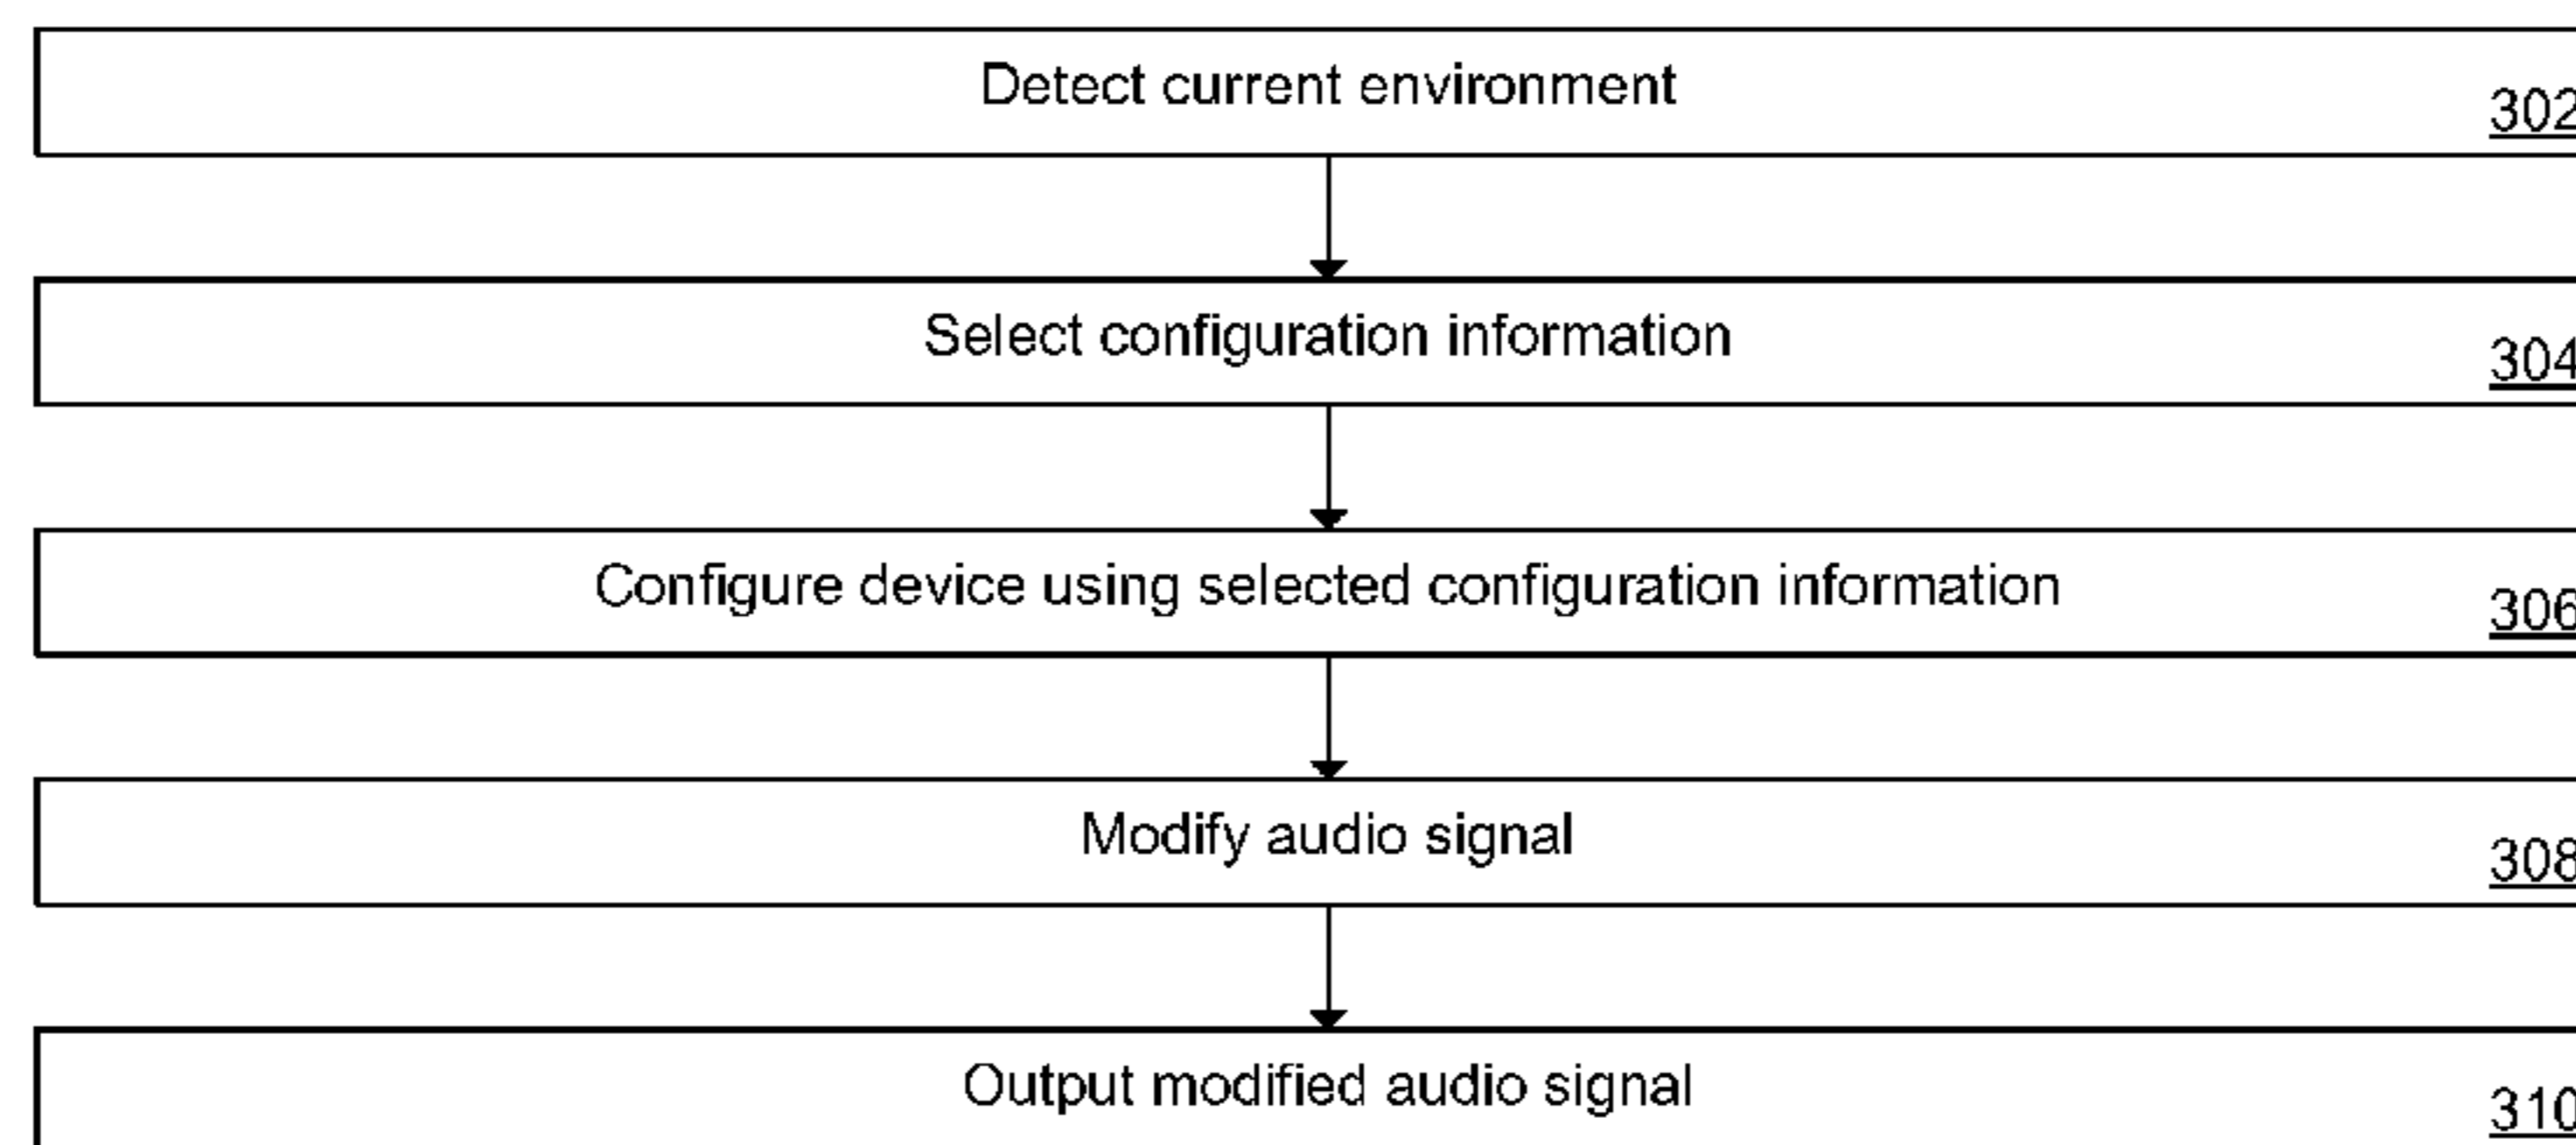 Detect current environment
302
Select configuration information
304
Configure device using selected configuration information
306
Modify audio signal
308
Output modified audio signal
310